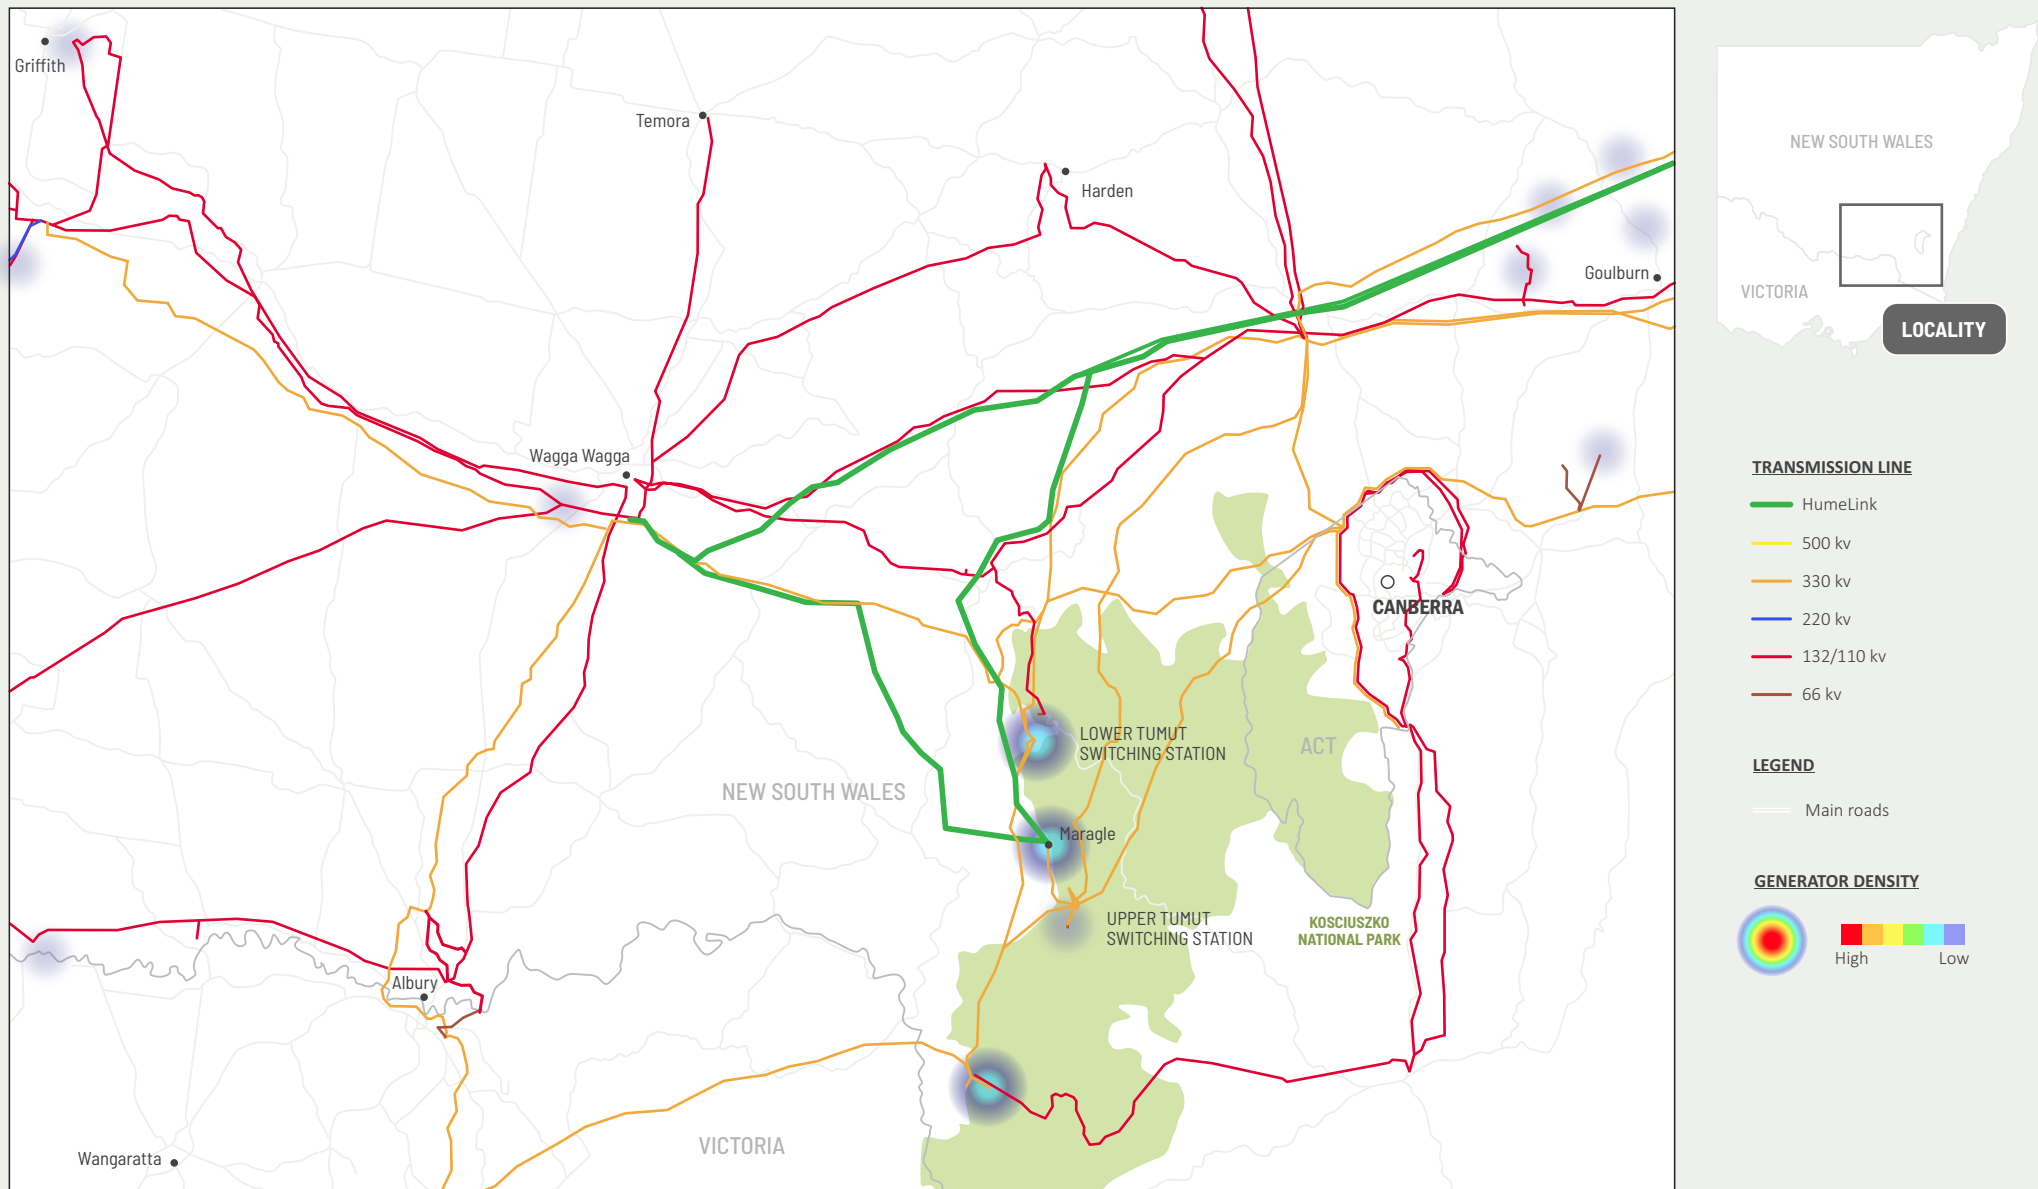 Griffith
Temora
Harden
Goulburn
Wagga Wagga
CANBERRA
LOWER TUMUT
SWITCHING STATION
ACT
NEW SOUTH WALES
Maragle
UPPER TUMUT
SWITCHING STATION
KOSCIUSZKO
NATIONAL PARK
Albury
VICTORIA
Wangaratta
NEW SOUTH WALES
VICTORIA
LOCALITY
TRANSMISSION LINE
HumeLink
500 kv
330 kv
220 kv
132/110 kv
66 kv
LEGEND
Main roads
GENERATOR DENSITY
High
Low